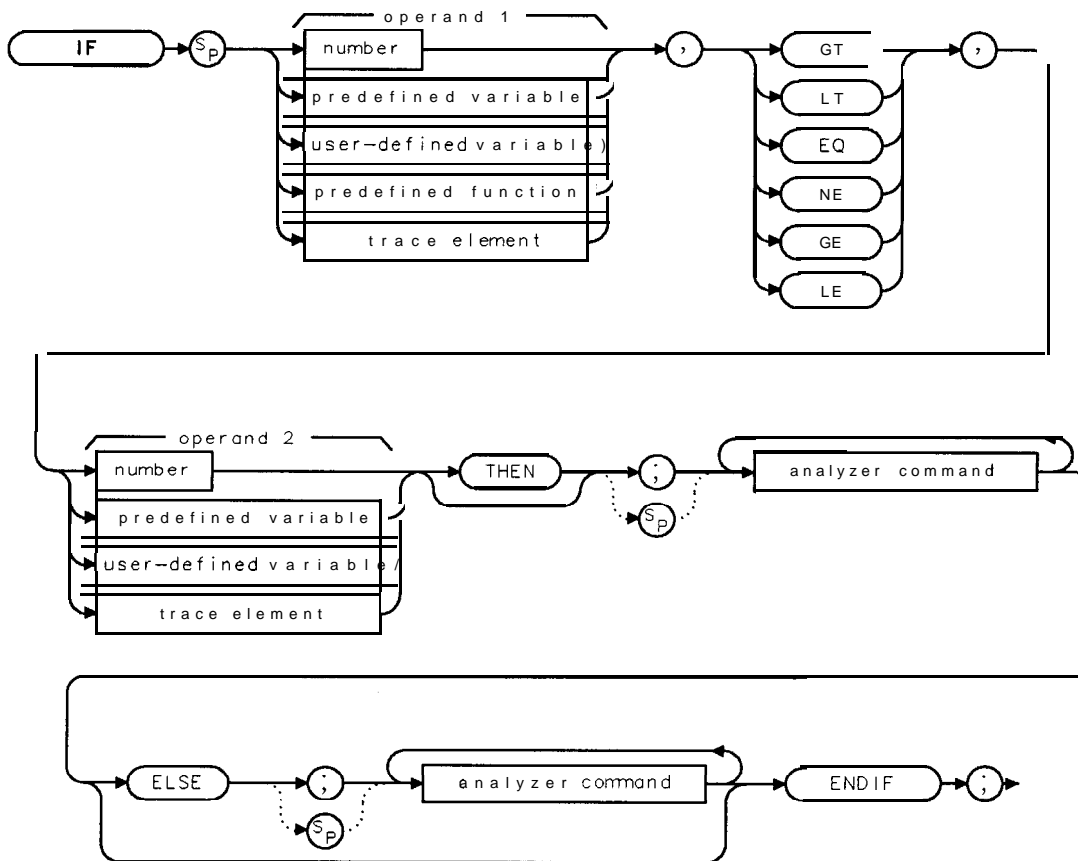 operand 1
IF SP number , GT ,
predefined variable LT
user-defined variable) EQ
predefined function NE
trace element GE
LE
operand 2
number THEN ; analyzer command
predefined variable SP
user-defined variable/
trace element
ELSE ; analyzer command ENDIF ;
SP